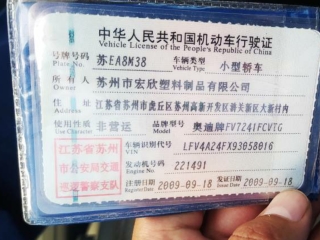 中华人民共和国机动车行驶证
Vehicle License of the People's Republic of China
号牌号码 苏EA8M38 车辆类型 小型轿车
Plate No. Vehicle Type
所有人 苏州市宏欣塑料制品有限公司
Owner
住址 江苏省苏州市虎丘区苏州高新开发区浒关新区大新村内
Address
使用性质 非营运 品牌型号 奥迪牌FV7241FCVTG
Use Character Model
江苏省苏州 车辆识别代号 LFV4A24FX93058016
VIN
市公安局交通 发动机号码 221491
Engine No.
巡逻警察支队 注册日期 2009-09-18 发证日期 2009-09-18
Register Date Issue Date